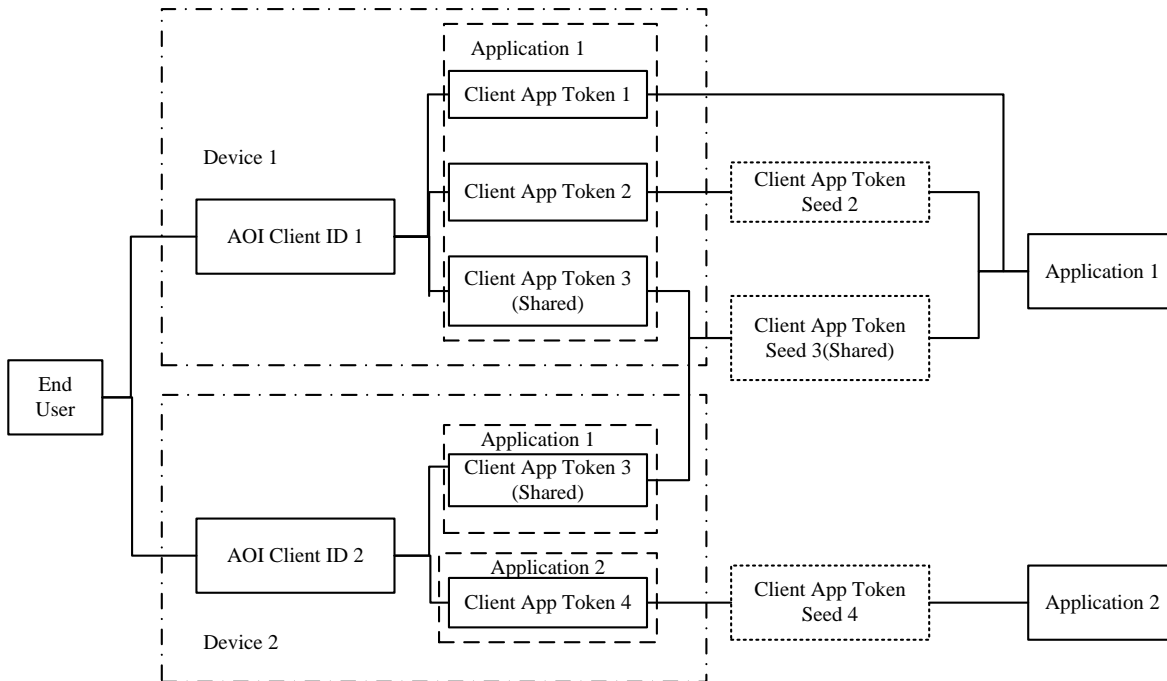 Application 1
Client App Token 1
Device 1
Client App Token 2
Client App Token
Seed 2
AOI Client ID 1
Client App Token 3
(Shared)
Application 1
Client App Token
Seed 3(Shared)
End
User
Application 1
Client App Token 3
(Shared)
AOI Client ID 2
Application 2
Client App Token 4
Client App Token
Seed 4
Application 2
Device 2